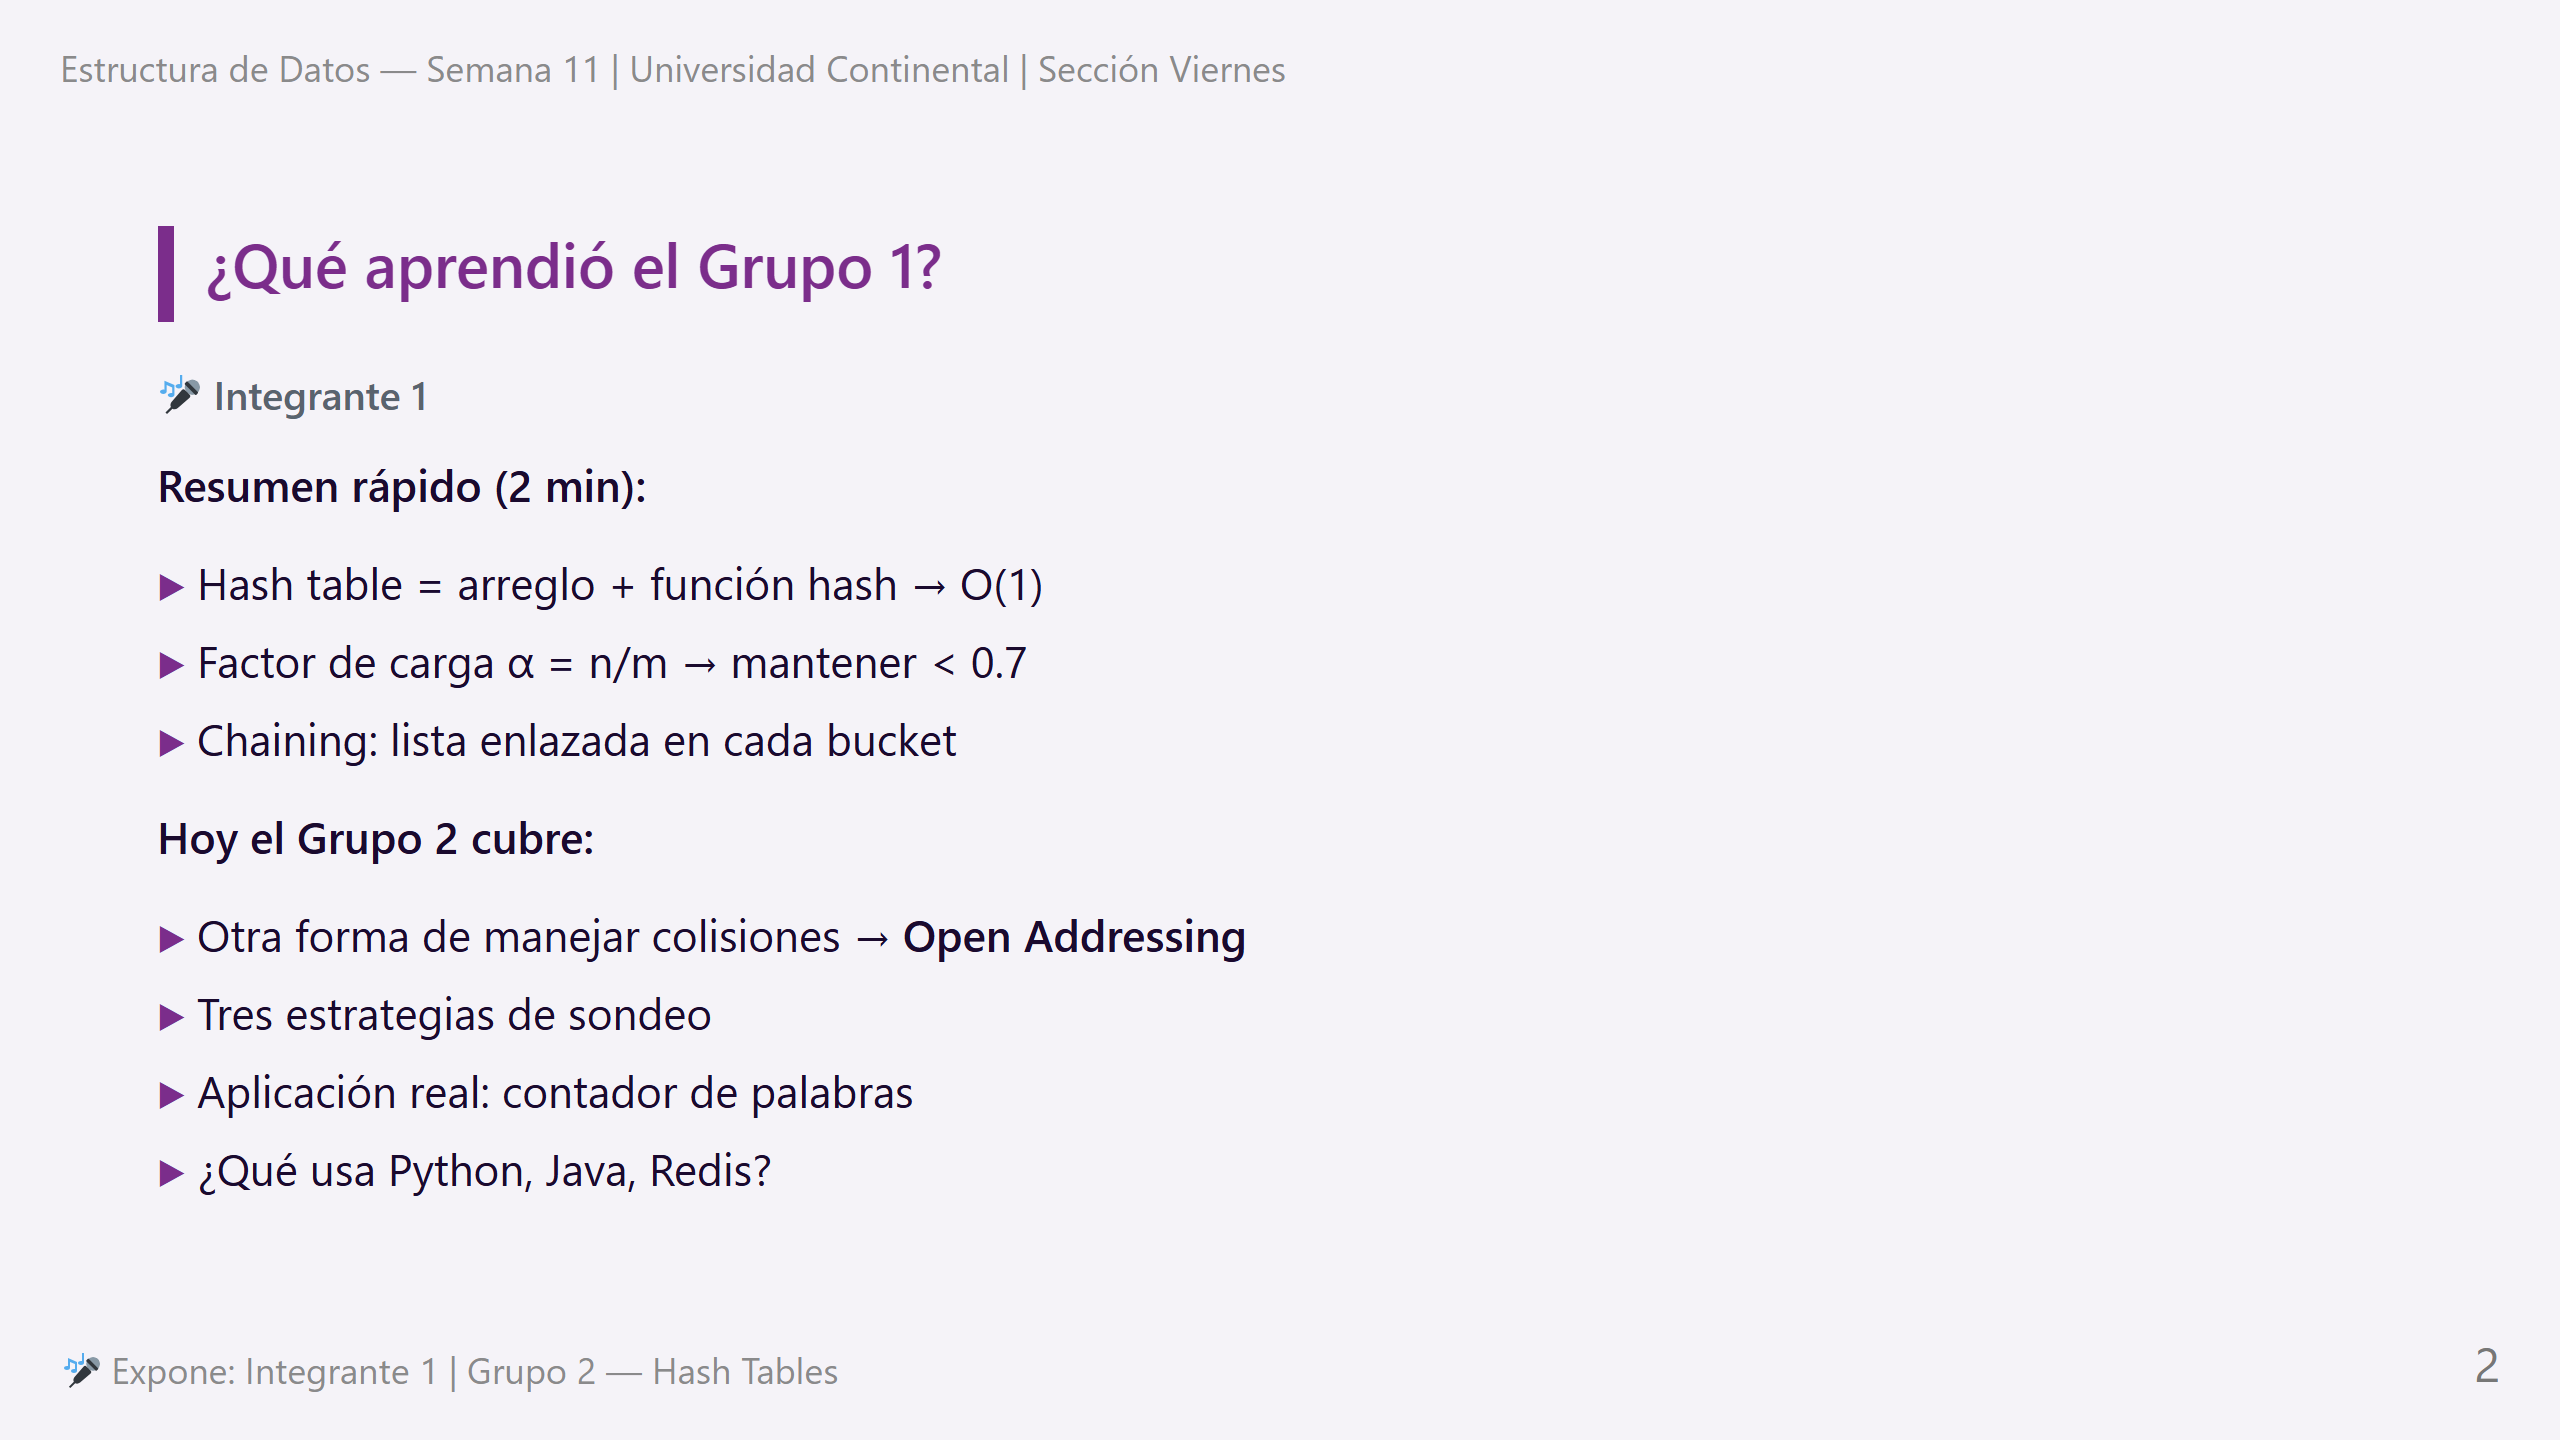 Estructura de Datos — Semana 11 | Universidad Continental | Sección Viernes
¿Qué aprendió el Grupo 1?
🎤 Integrante 1
Resumen rápido (2 min):
▶ Hash table = arreglo + función hash → O(1)
▶ Factor de carga α = n/m → mantener < 0.7
▶ Chaining: lista enlazada en cada bucket
Hoy el Grupo 2 cubre:
▶ Otra forma de manejar colisiones → Open Addressing
▶ Tres estrategias de sondeo
▶ Aplicación real: contador de palabras
▶ ¿Qué usa Python, Java, Redis?
🎤 Expone: Integrante 1 | Grupo 2 — Hash Tables
2